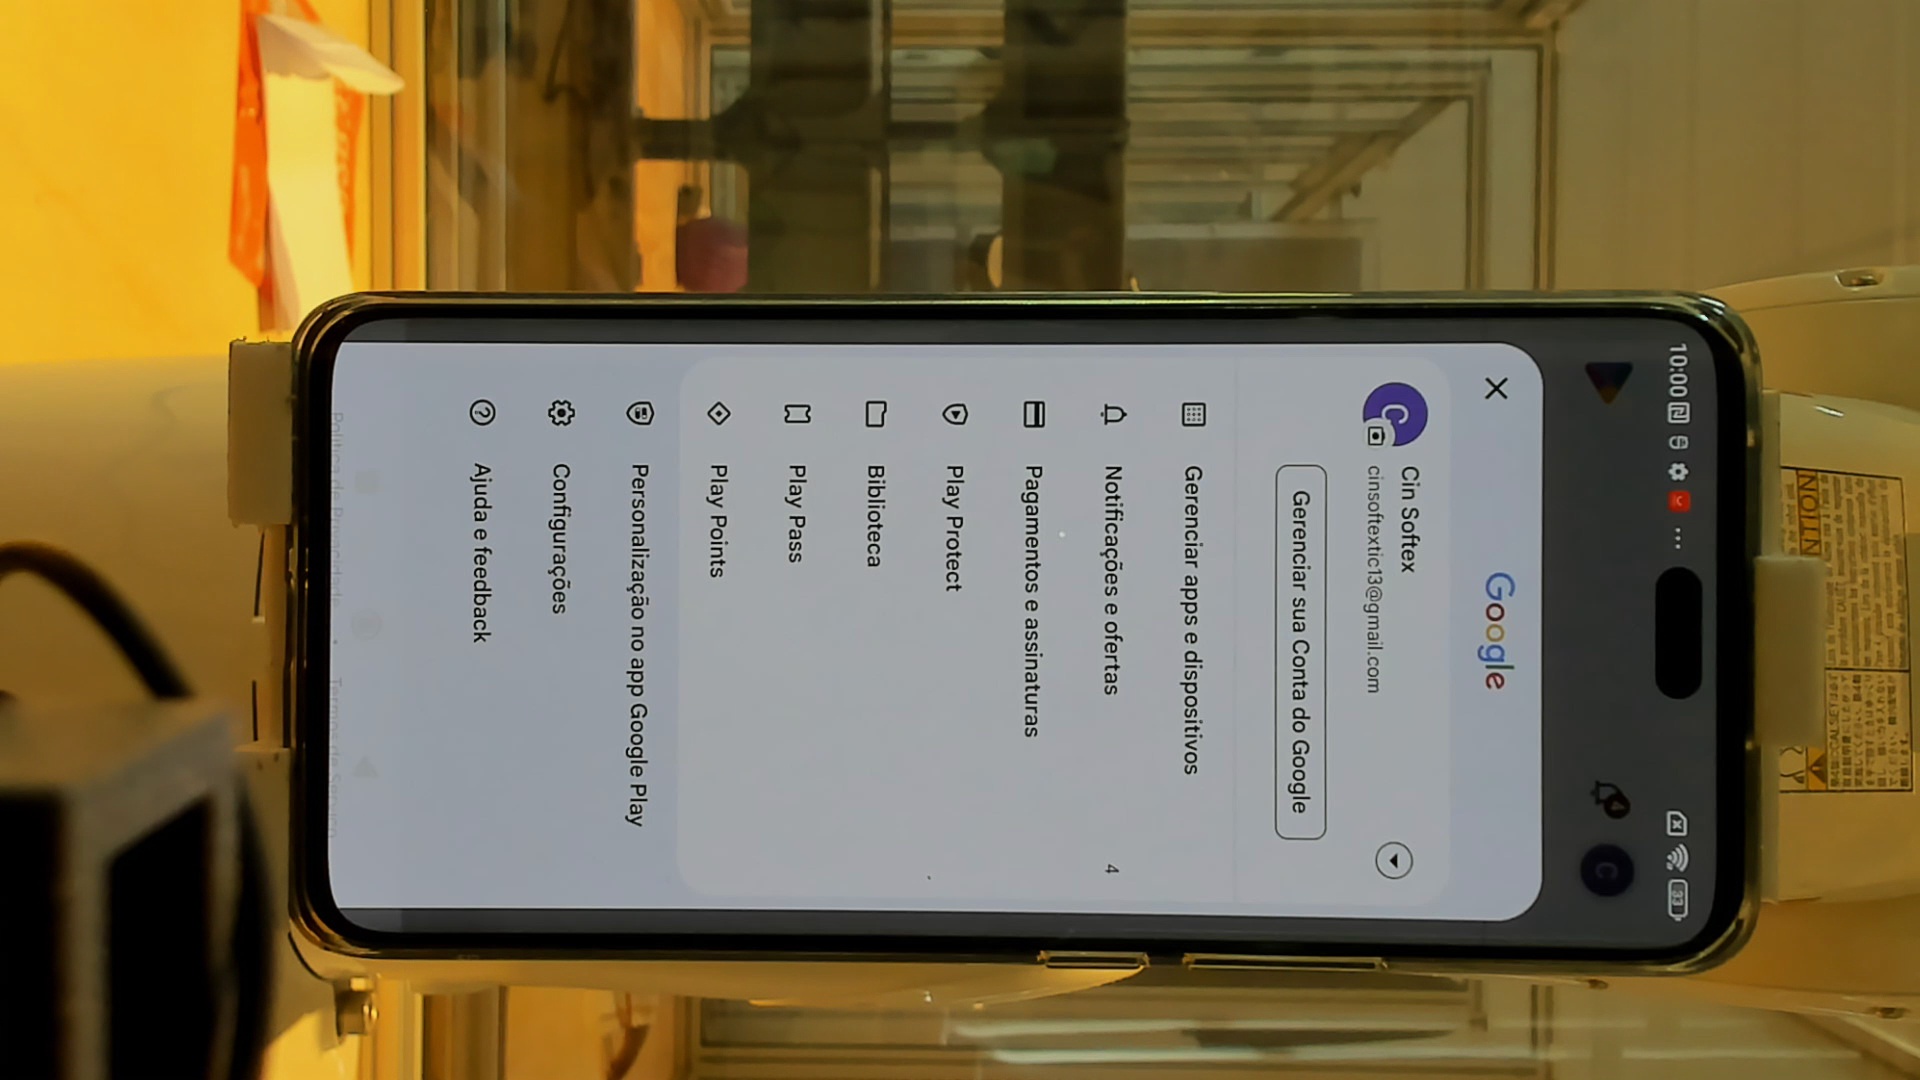 10:00
33
4
C
Google
C
Cin Softex
cinsoftextic13@gmail.com
Gerenciar sua Conta do Google
Gerenciar apps e dispositivos
Notificações e ofertas
4
Pagamentos e assinaturas
Play Protect
Biblioteca
Play Pass
Play Points
Personalização no app Google Play
Configurações
Ajuda e feedback
Política de Privacidade • Termos de Serviço